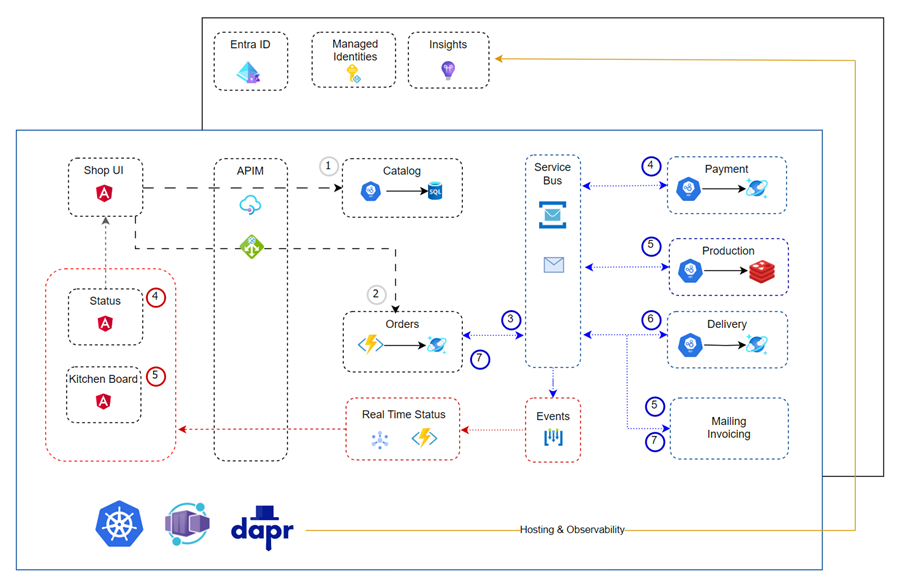 Entra ID
Managed
Identities
Insights
Shop UI
APIM
1
Catalog
SQL
Service
Bus
4
Payment
5
Production
2
Status
4
Orders
3
7
6
Delivery
Kitchen Board
5
Real Time Status
Events
5
7
Mailing
Invoicing
dapr
Hosting & Observability